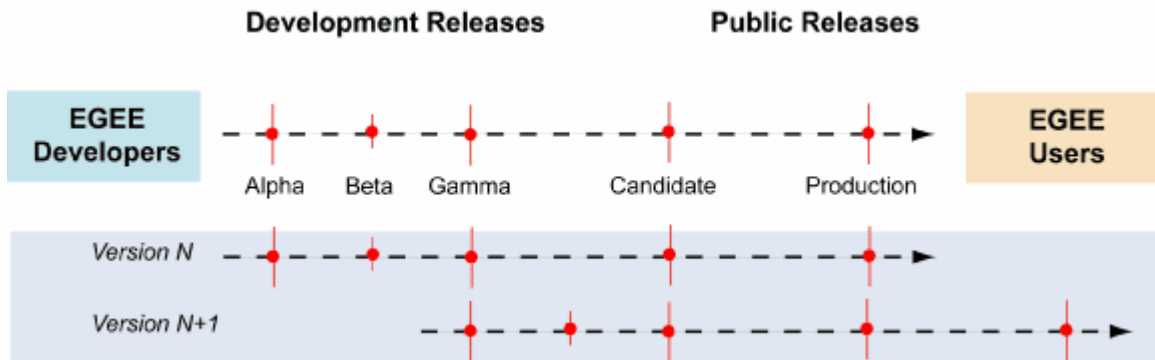 Development Releases
Public Releases
EGEE
Developers
EGEE
Users
Alpha
Beta
Gamma
Candidate
Production
Version N
Version N+1